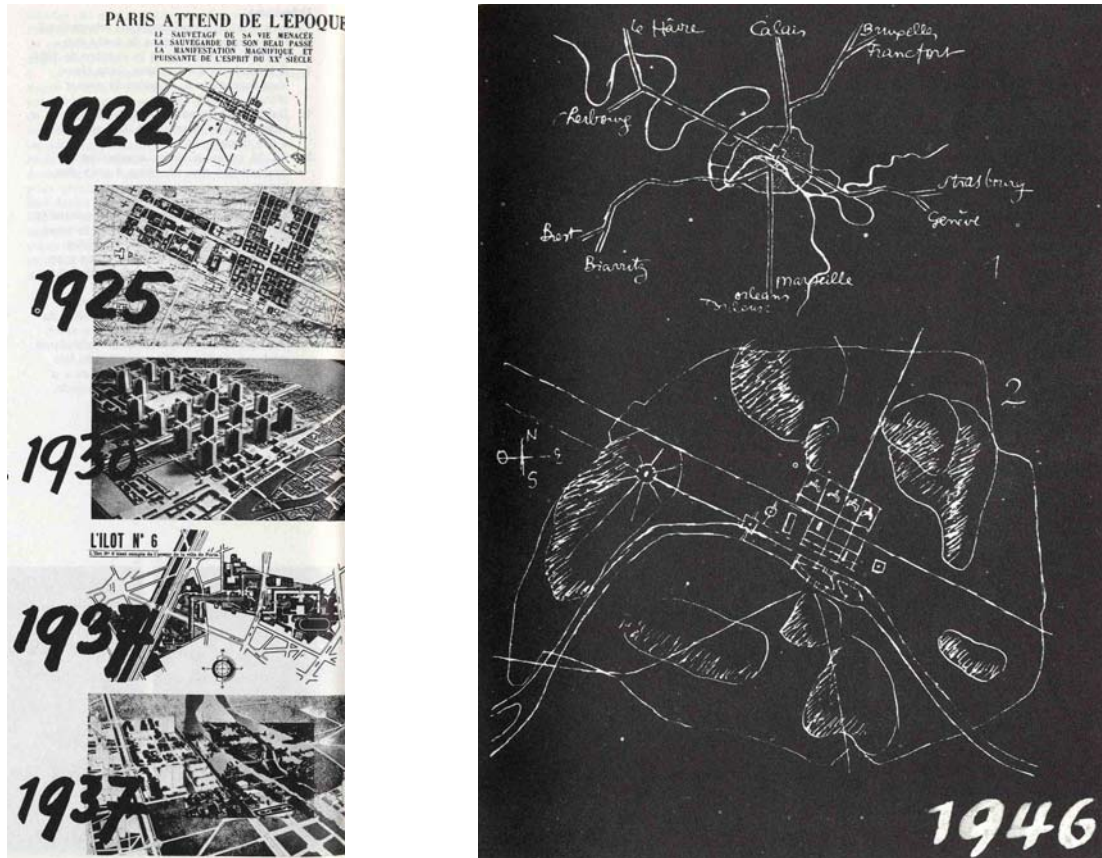 PARIS ATTEND DE L'EPOQUE
LE SAUVETAGE DE SA VIE MENACÉE
LA SAUVEGARDE DE SON BEAU PASSÉ
LA MANIFESTATION MAGNIFIQUE ET
PUISSANTE DE L'ESPRIT DU XXe SIÈCLE
1922
1925
1930
L'ILOT N° 6
1937
1937
le Hâvre
Calais
Bruxelles
Francfort
cherbourg
strasbourg
Genève
Brest
Biarritz
marseille
orleans
Toulouse
1
2
N
S
1946